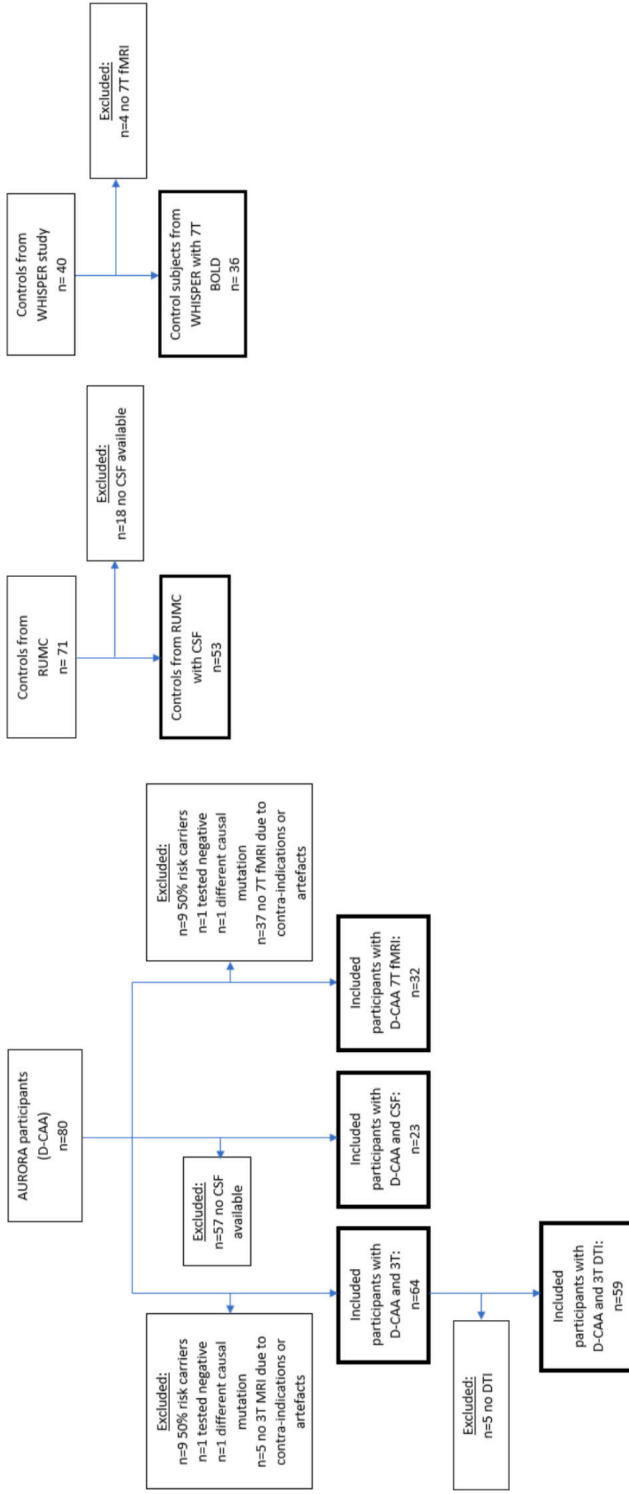 AURORA participants
(D-CAA)
n=80
Excluded:
n=9 50% risk carriers
n=1 tested negative
n=1 different causal
mutation
n=5 no 3T MRI due to
contra-indications or
artefacts
Excluded:
n=57 no CSF
available
Excluded:
n=9 50% risk carriers
n=1 tested negative
n=1 different causal
mutation
n=37 no 7T fMRI due to
contra-indications or
artefacts
Included
participants with
D-CAA and 3T:
n=64
Included
participants with
D-CAA and CSF:
n=23
Included
participants with
D-CAA 7T fMRI:
n=32
Excluded:
n=5 no DTI
Included
participants with
D-CAA and 3T DTI:
n=59
Controls from
RUMC
n= 71
Excluded:
n=18 no CSF available
Controls from RUMC
with CSF
n=53
Controls from
WHISPER study
n= 40
Excluded:
n=4 no 7T fMRI
Control subjects from
WHISPER with 7T
BOLD
n= 36